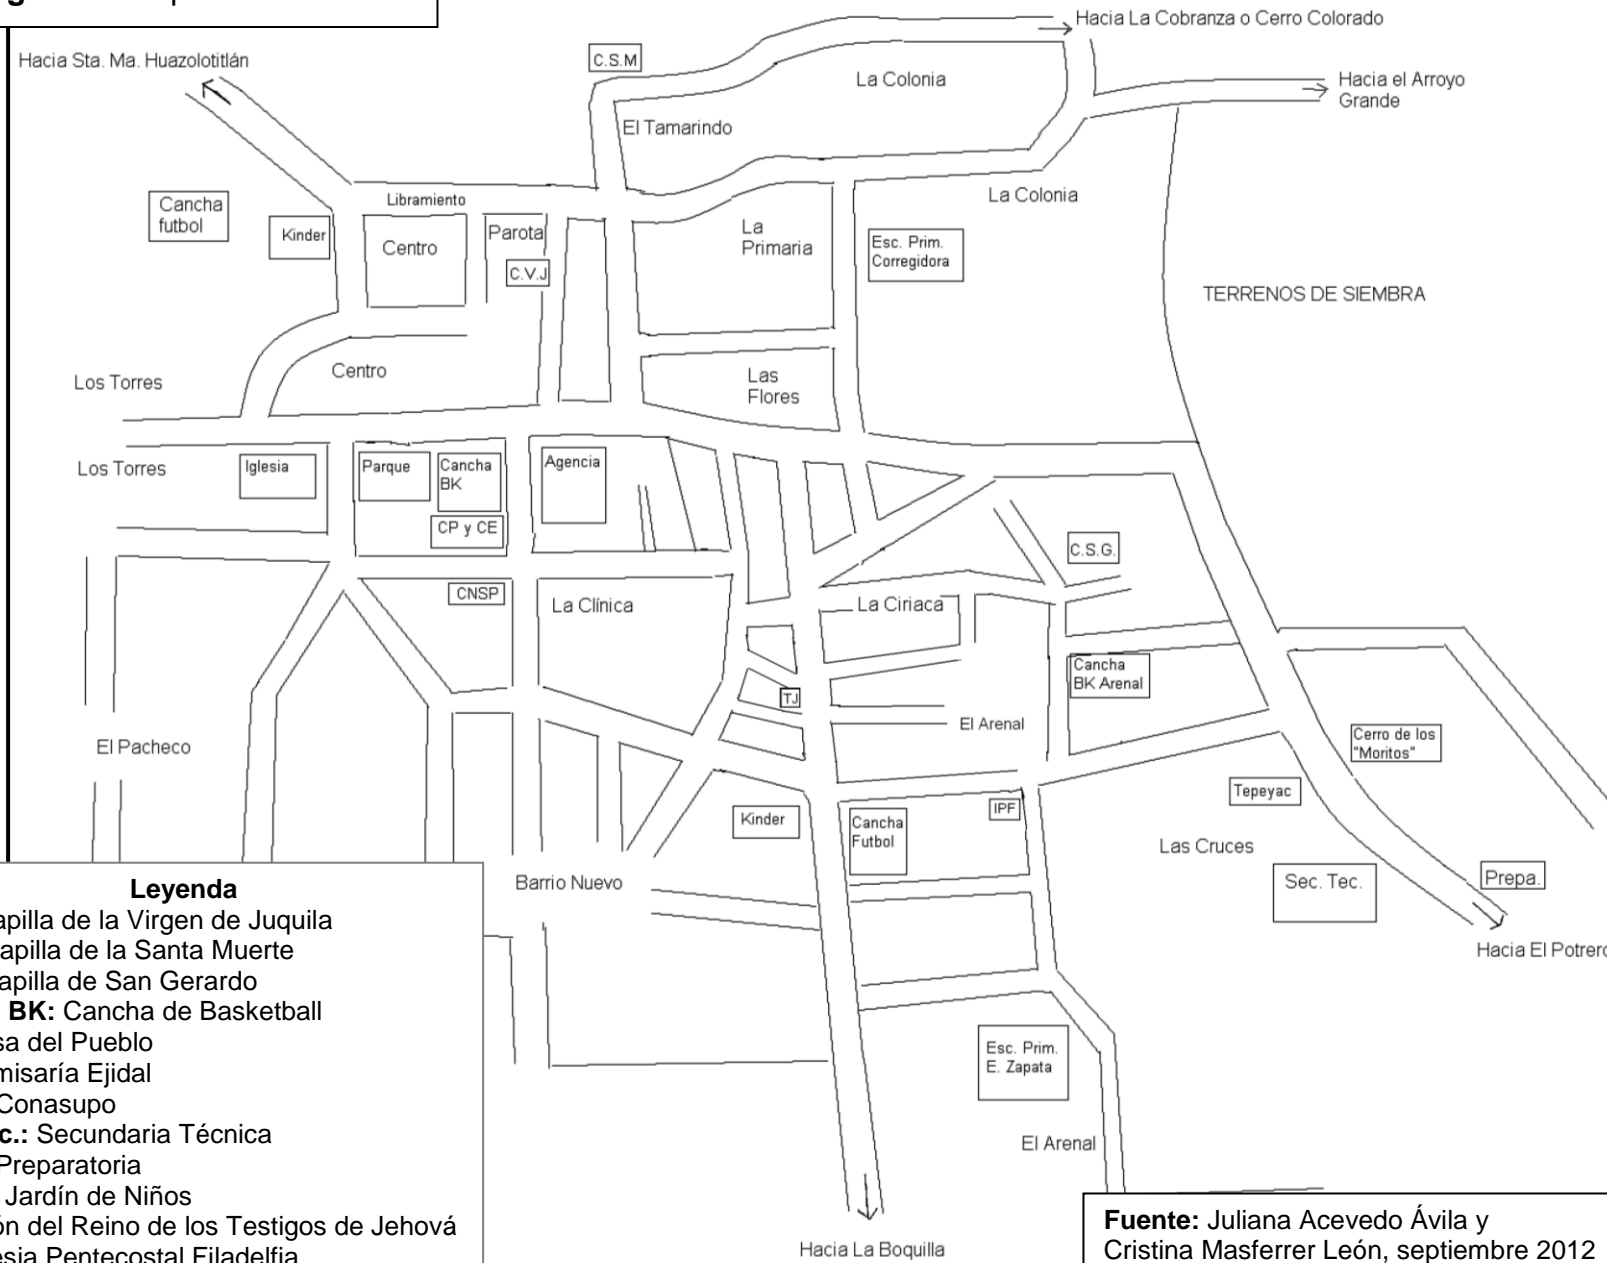 Hacia La Cobranza o Cerro Colorado
Hacia Sta. Ma. Huazolotitlán
C.S.M
La Colonia
Hacia el Arroyo
Grande
El Tamarindo
Libramiento
La Colonia
Cancha
futbol
Kinder
Centro
Parota
C.V.J
La
Primaria
Esc. Prim.
Corregidora
TERRENOS DE SIEMBRA
Los Torres
Centro
Las
Flores
Los Torres
Iglesia
Parque
Cancha
BK
Agencia
CP y CE
C.S.G.
CNSP
La Clínica
La Ciriaca
Cancha
BK Arenal
TJ
El Arenal
El Pacheco
Cerro de los
"Moritos"
Tepeyac
Kinder
Cancha
Futbol
IPF
Las Cruces
Barrio Nuevo
Sec. Tec.
Prepa.
Hacia El Potrero
Esc. Prim.
E. Zapata
El Arenal
Hacia La Boquilla
Leyenda
apilla de la Virgen de Juquila
apilla de la Santa Muerte
apilla de San Gerardo
BK: Cancha de Basketball
sa del Pueblo
misaría Ejidal
Conasupo
c.: Secundaria Técnica
Preparatoria
Jardín de Niños
ón del Reino de los Testigos de Jehová
esia Pentecostal Filadelfia
Fuente: Juliana Acevedo Ávila y
Cristina Masferrer León, septiembre 2012